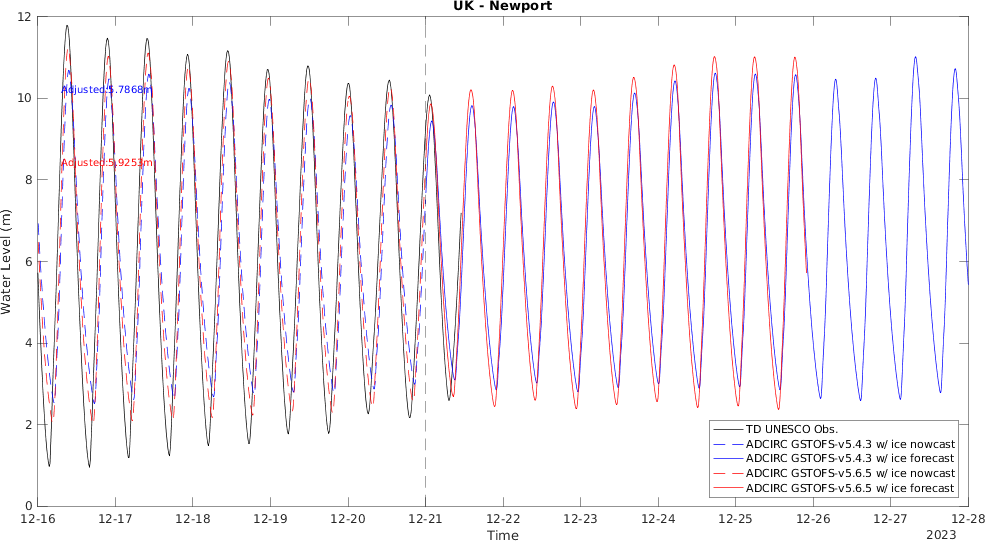 UK - Newport
12
10
8
6
4
2
0
Water Level (m)
Adjusted:5.7868m
Adjusted:5.9253m
TD UNESCO Obs.
ADCIRC GSTOFS-v5.4.3 w/ ice nowcast
ADCIRC GSTOFS-v5.4.3 w/ ice forecast
ADCIRC GSTOFS-v5.6.5 w/ ice nowcast
ADCIRC GSTOFS-v5.6.5 w/ ice forecast
12-16 12-17 12-18 12-19 12-20 12-21 12-22 12-23 12-24 12-25 12-26 12-27 12-28
Time
2023